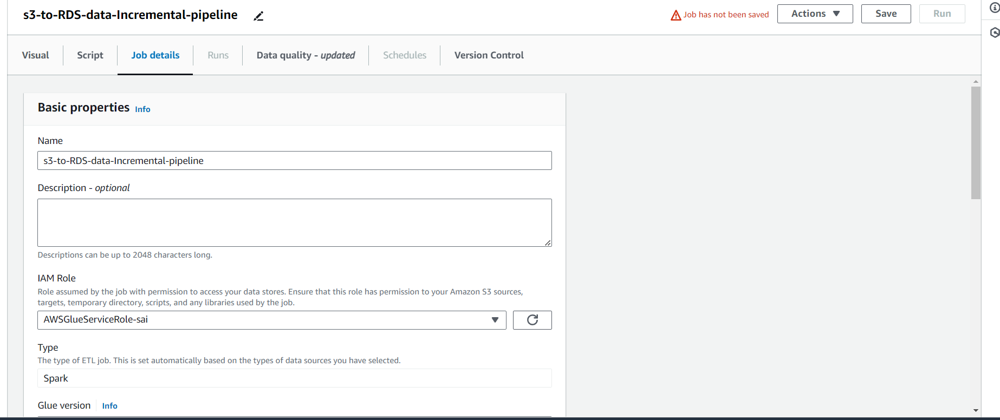 s3-to-RDS-data-Incremental-pipeline
Job has not been saved
Actions
Save
Run
Visual
Script
Job details
Runs
Data quality - updated
Schedules
Version Control
Basic properties Info
Name
s3-to-RDS-data-Incremental-pipeline
Description - optional
Descriptions can be up to 2048 characters long.
IAM Role
Role assumed by the job with permission to access your data stores. Ensure that this role has permission to your Amazon S3 sources,
targets, temporary directory, scripts, and any libraries used by the job.
AWSGlueServiceRole-sai
Type
The type of ETL job. This is set automatically based on the types of data sources you have selected.
Spark
Glue version Info